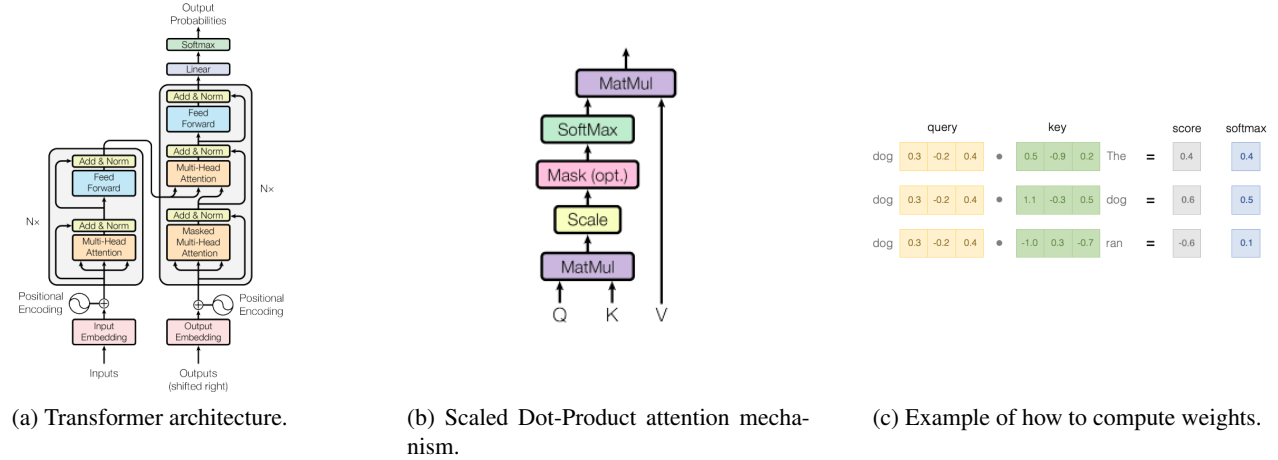 Output
Probabilities
Softmax
Linear
Add & Norm
Feed
Forward
Add & Norm
Multi-Head
Attention
Nx
Add & Norm
Masked
Multi-Head
Attention
Add & Norm
Feed
Forward
Nx
Add & Norm
Multi-Head
Attention
Positional
Encoding
Positional
Encoding
Input
Embedding
Output
Embedding
Inputs
Outputs
(shifted right)
(a) Transformer architecture.
MatMul
SoftMax
Mask (opt.)
Scale
MatMul
Q K V
(b) Scaled Dot-Product attention mecha-
nism.
query key score softmax
dog 0.3 -0.2 0.4 • 0.5 -0.9 0.2 The = 0.4 0.4
dog 0.3 -0.2 0.4 • 1.1 -0.3 0.5 dog = 0.6 0.5
dog 0.3 -0.2 0.4 • -1.0 0.3 -0.7 ran = -0.6 0.1
(c) Example of how to compute weights.